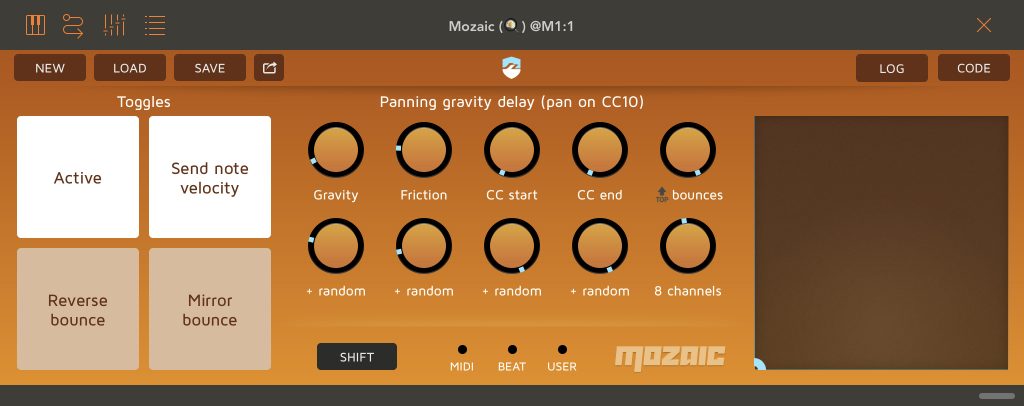 Mozaic (🍳) @M1:1
NEW LOAD SAVE LOG CODE
Toggles Panning gravity delay (pan on CC10)
Active
Send note
velocity
Gravity Friction CC start CC end TOP bounces
Reverse
bounce
Mirror
bounce
+ random + random + random + random 8 channels
SHIFT
MIDI BEAT USER
MOZAIC